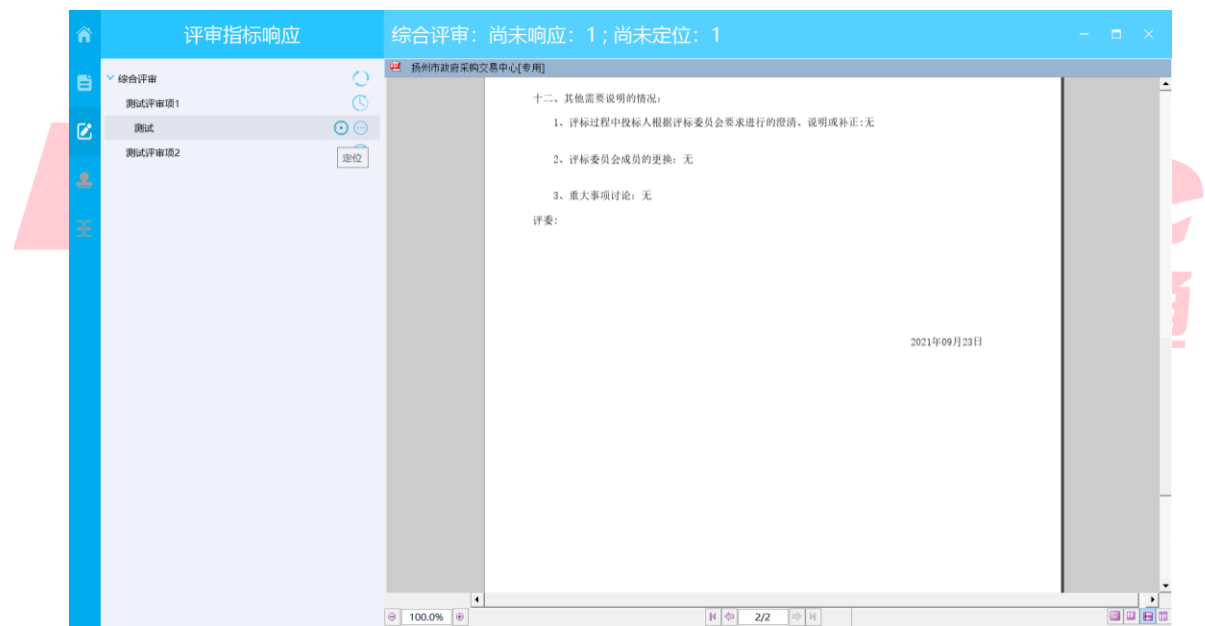 评审指标响应
综合评审：尚未响应：1；尚未定位：1
综合评审
测试评审项1
测试
测试评审项2
定位
扬州市政府采购交易中心[专用]
十二、其他需要说明的情况：
1、评标过程中投标人根据评标委员会要求进行的澄清、说明或补正:无
2、评标委员会成员的更换：无
3、重大事项讨论：无
评委：
2021年09月23日
100.0%
2/2
e
通